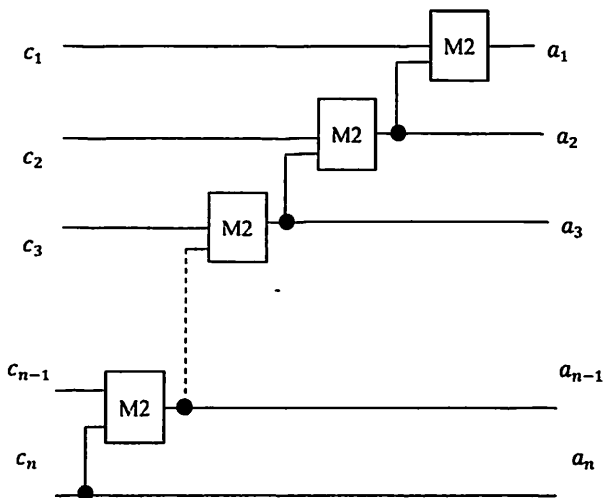 M2
c₁ a₁
M2
c₂ a₂
M2
c₃ a₃
cₙ₋₁ aₙ₋₁
M2
cₙ aₙ